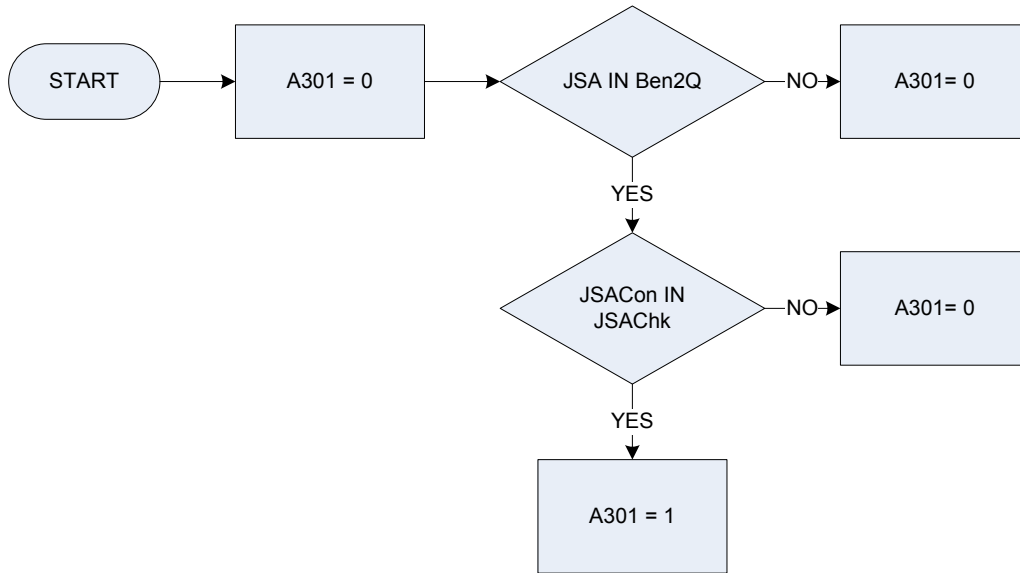 START
A301 = 0
JSA IN Ben2Q
NO
A301= 0
YES
JSACon IN
JSAChk
NO
A301= 0
YES
A301 = 1